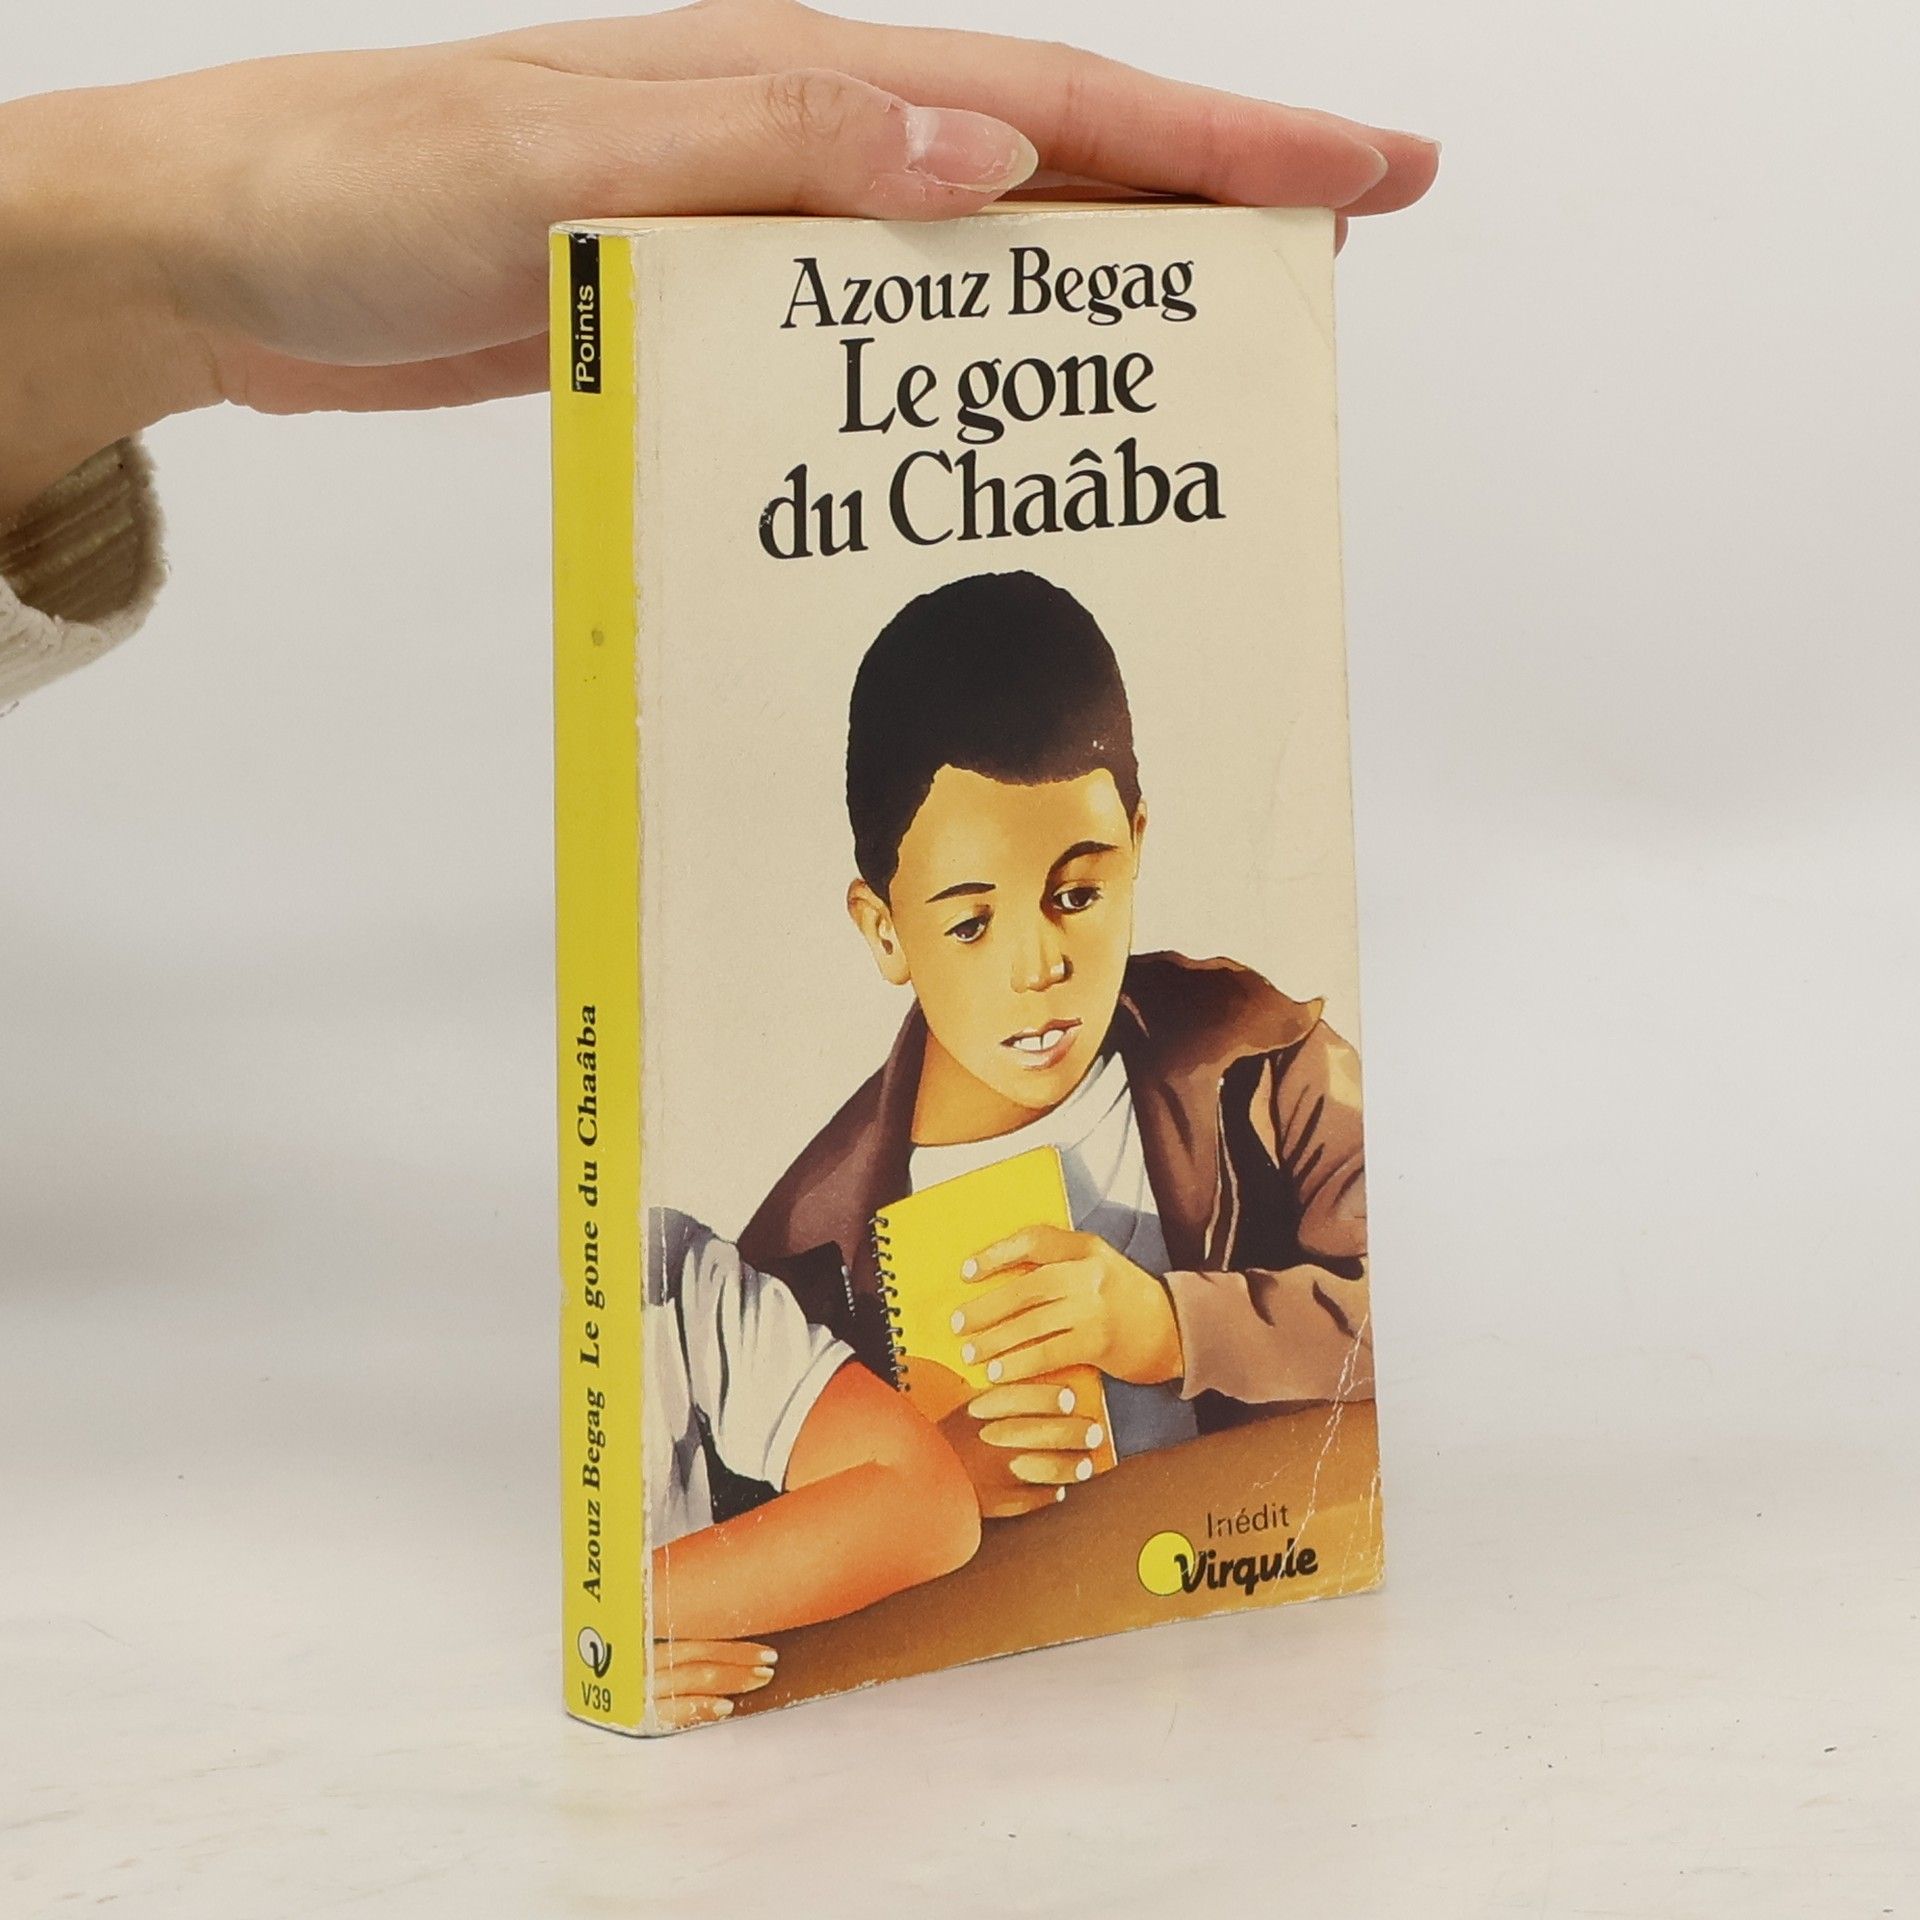 Azouz Begag
Le gone
du Chaâba
Inédit
Virgule
Points
Azouz Begag Le gone du Chaâba
V39